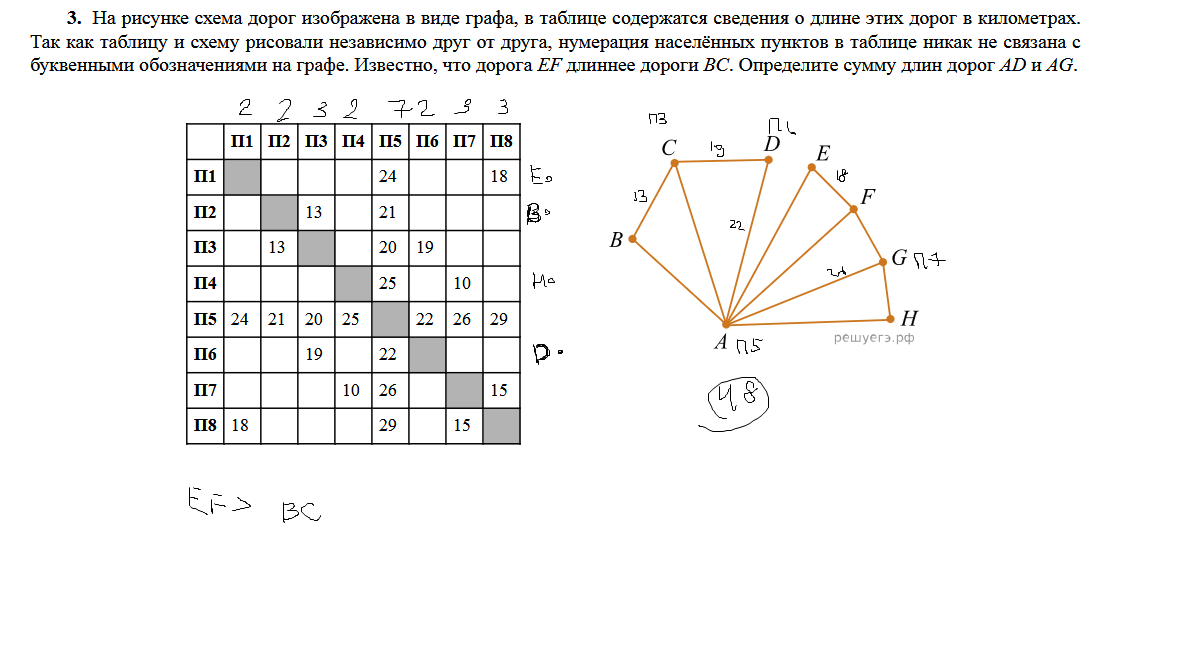 3. На рисунке схема дорог изображена в виде графа, в таблице содержатся сведения о длине этих дорог в километрах.
Так как таблицу и схему рисовали независимо друг от друга, нумерация населённых пунктов в таблице никак не связана с
буквенными обозначениями на графе. Известно, что дорога EF длиннее дороги BC. Определите сумму длин дорог AD и AG.
2 2 3 2 7 2 3 3
П1 П2 П3 П4 П5 П6 П7 П8
П1 24 18 E
П2 13 21 B
П3 13 20 19
П4 25 10 H
П5 24 21 20 25 22 26 29
П6 19 22 D
П7 10 26 15
П8 18 29 15
П3
C 19 D
E
18
F
13
B
22
G П7
H
A П5
решуегэ.рф
48
EF > BC